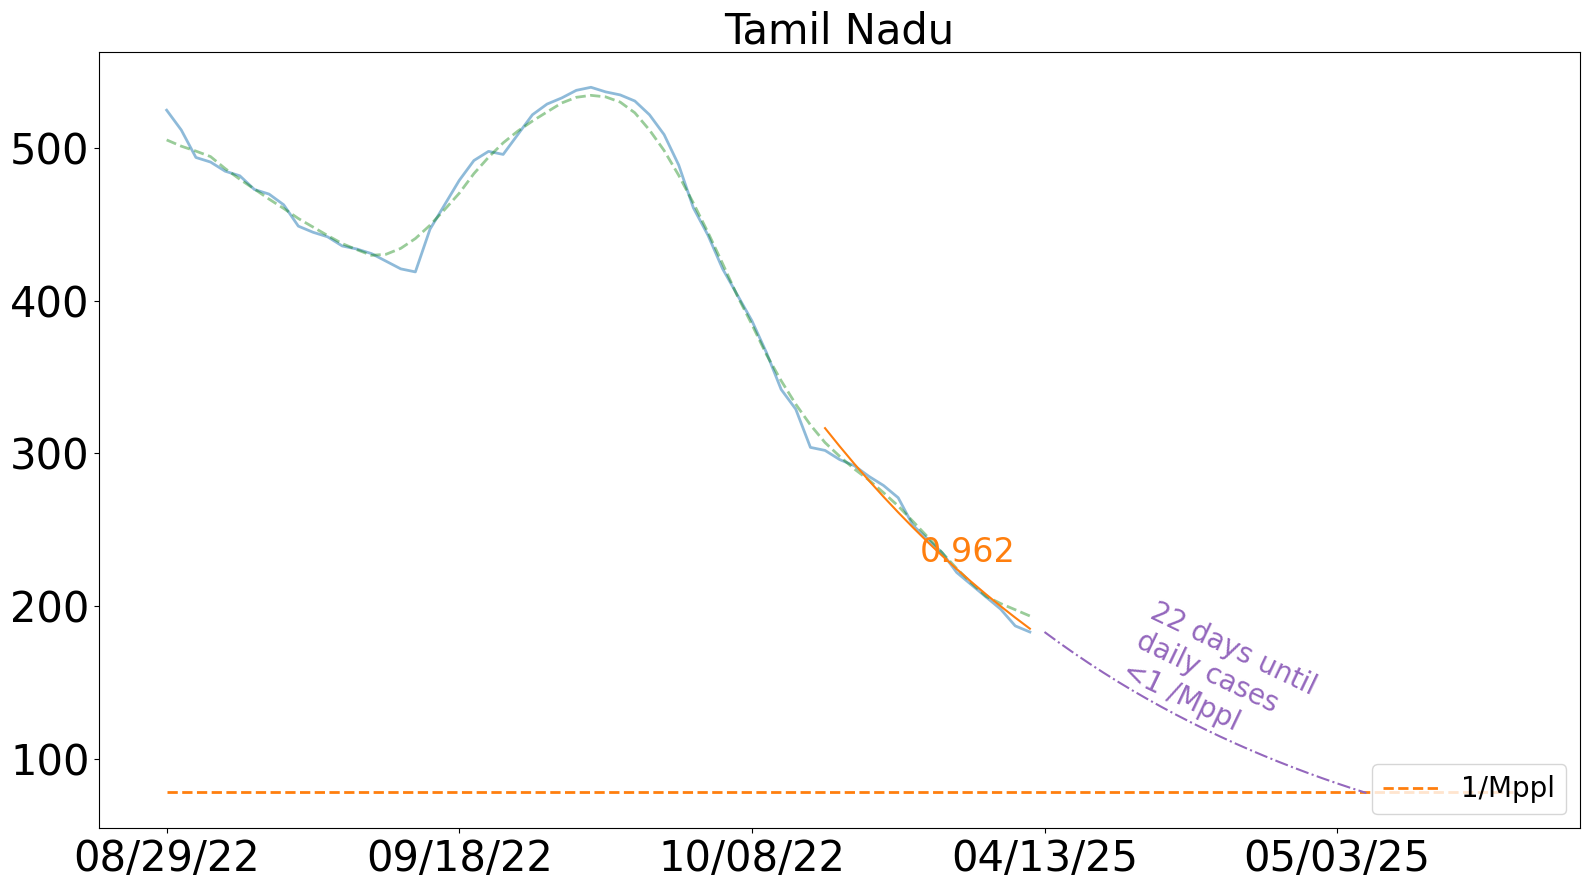 Tamil Nadu
500
400
300
200
100
0.962
22 days until
daily cases
<1 /Mppl
1/Mppl
08/29/22
09/18/22
10/08/22
04/13/25
05/03/25